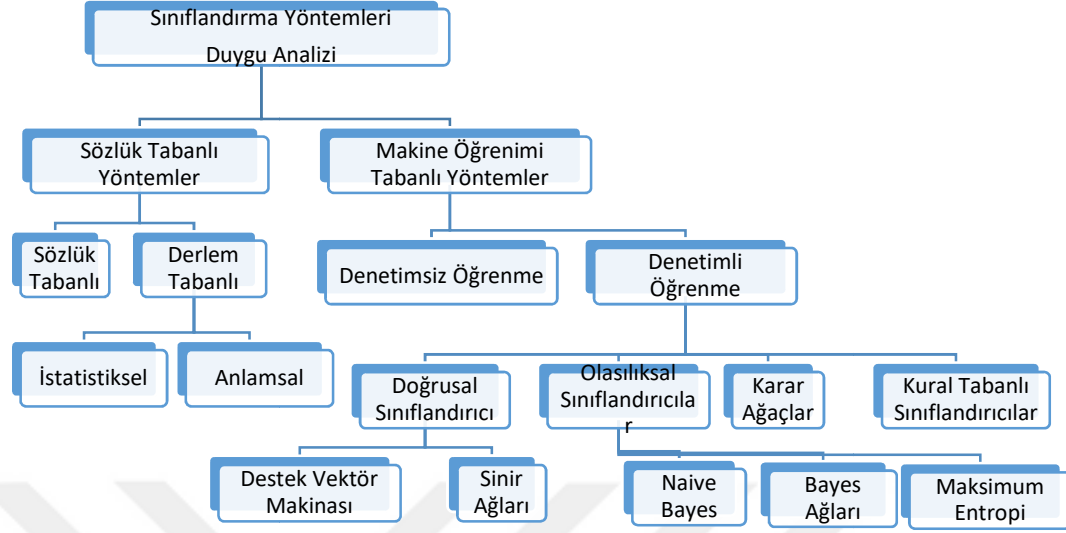 Sınıflandırma Yöntemleri
Duygu Analizi
Sözlük Tabanlı
Yöntemler
Makine Öğrenimi
Tabanlı Yöntemler
Sözlük
Tabanlı
Derlem
Tabanlı
Denetimsiz Öğrenme
Denetimli
Öğrenme
İstatistiksel
Anlamsal
Doğrusal
Sınıflandırıcı
Olasılıksal
Sınıflandırıcıla
r
Karar
Ağaçlar
Kural Tabanlı
Sınıflandırıcılar
Destek Vektör
Makinası
Sinir
Ağları
Naive
Bayes
Bayes
Ağları
Maksimum
Entropi